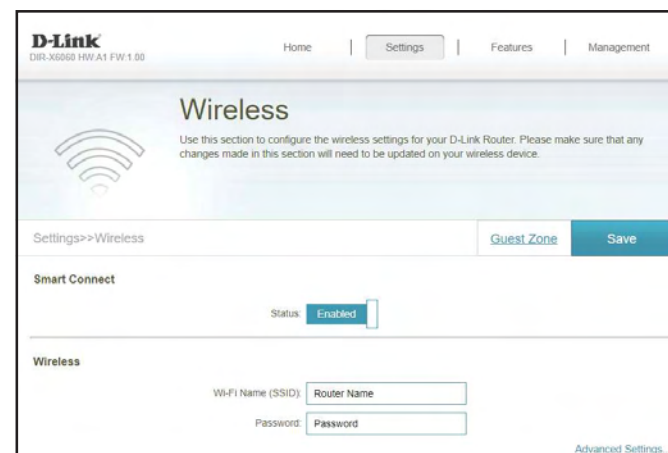 D-Link
DIR-X6060 HW:A1 FW:1.00
Home | Settings | Features | Management
Wireless
Use this section to configure the wireless settings for your D-Link Router. Please make sure that any
changes made in this section will need to be updated on your wireless device.
Settings>>Wireless
Guest Zone
Save
Smart Connect
Status: Enabled
Wireless
Wi-Fi Name (SSID): Router Name
Password: Password
Advanced Settings...